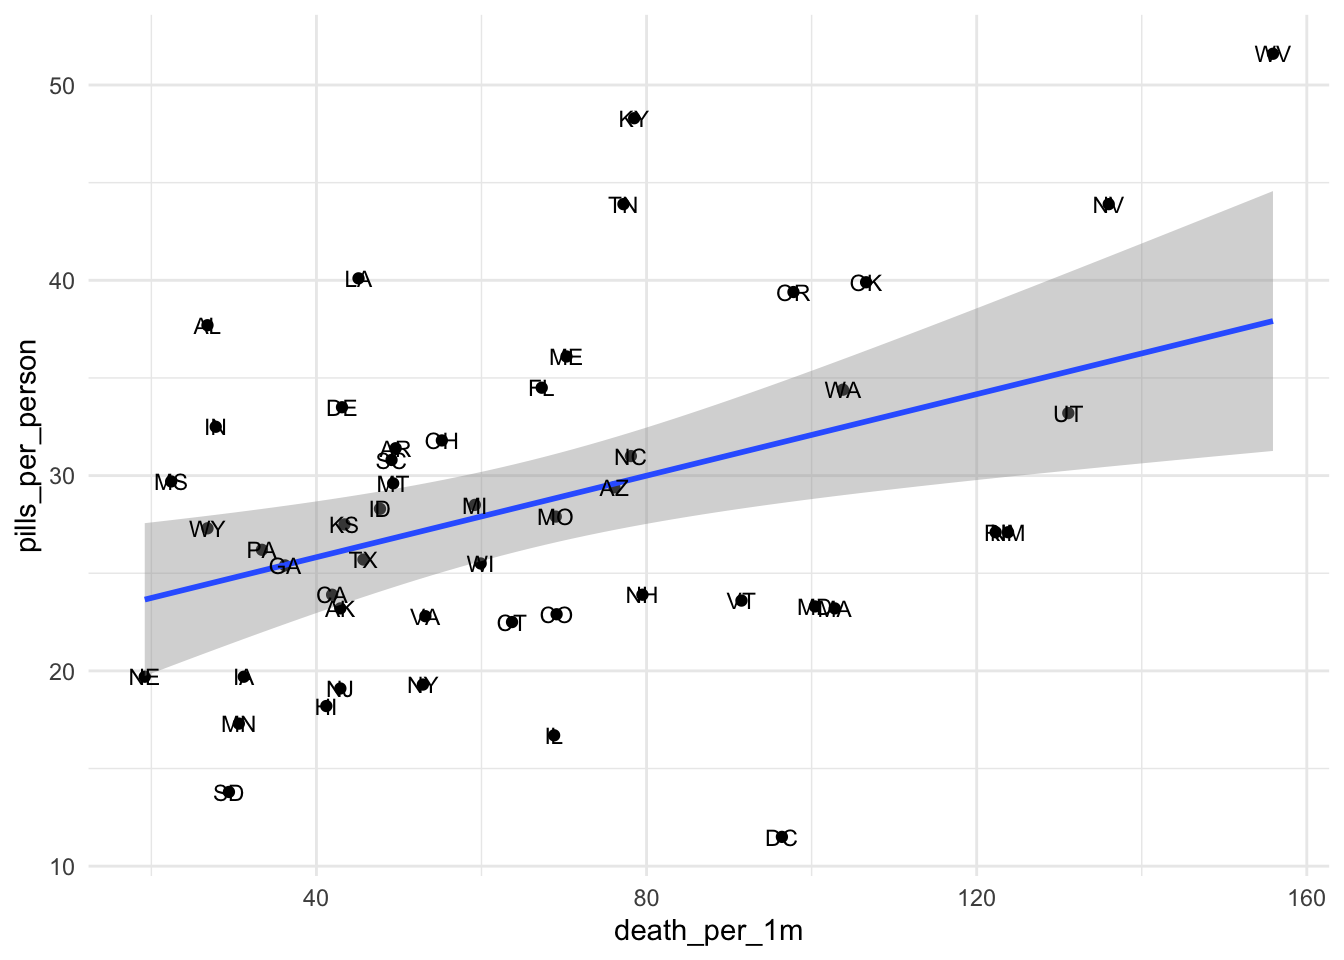 pills_per_person
50
40
30
20
10
WV
KY
TN
NV
LA
OK
OR
AL
ME
FL
WA
DE
UT
IN
OH
AR
SC
NC
MS
MT
AZ
ID
MI
KS
MO
WY
RI
NM
PA
TX
GA
WI
CA
AK
NH
VT
MD
MA
VA
CO
CT
NE
IA
NJ
NY
HI
MN
IL
SD
DC
40
80
120
160
death_per_1m